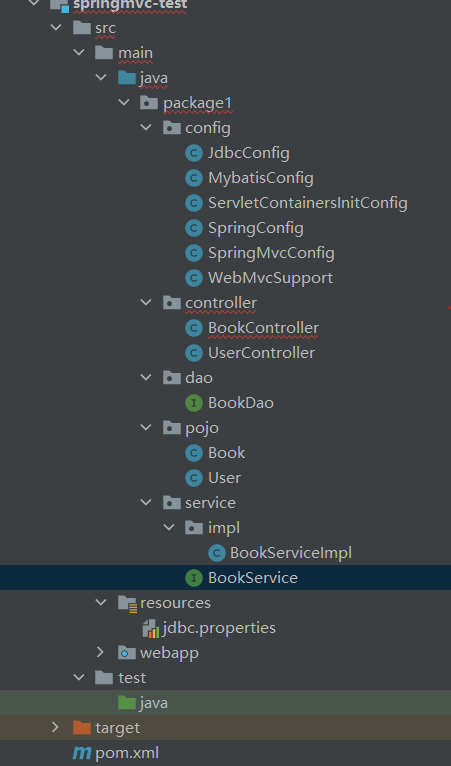 springmvc-test
src
main
java
package1
config
JdbcConfig
MybatisConfig
ServletContainersInitConfig
SpringConfig
SpringMvcConfig
WebMvcSupport
controller
BookController
UserController
dao
BookDao
pojo
Book
User
service
impl
BookServiceImpl
BookService
resources
jdbc.properties
webapp
test
java
target
pom.xml